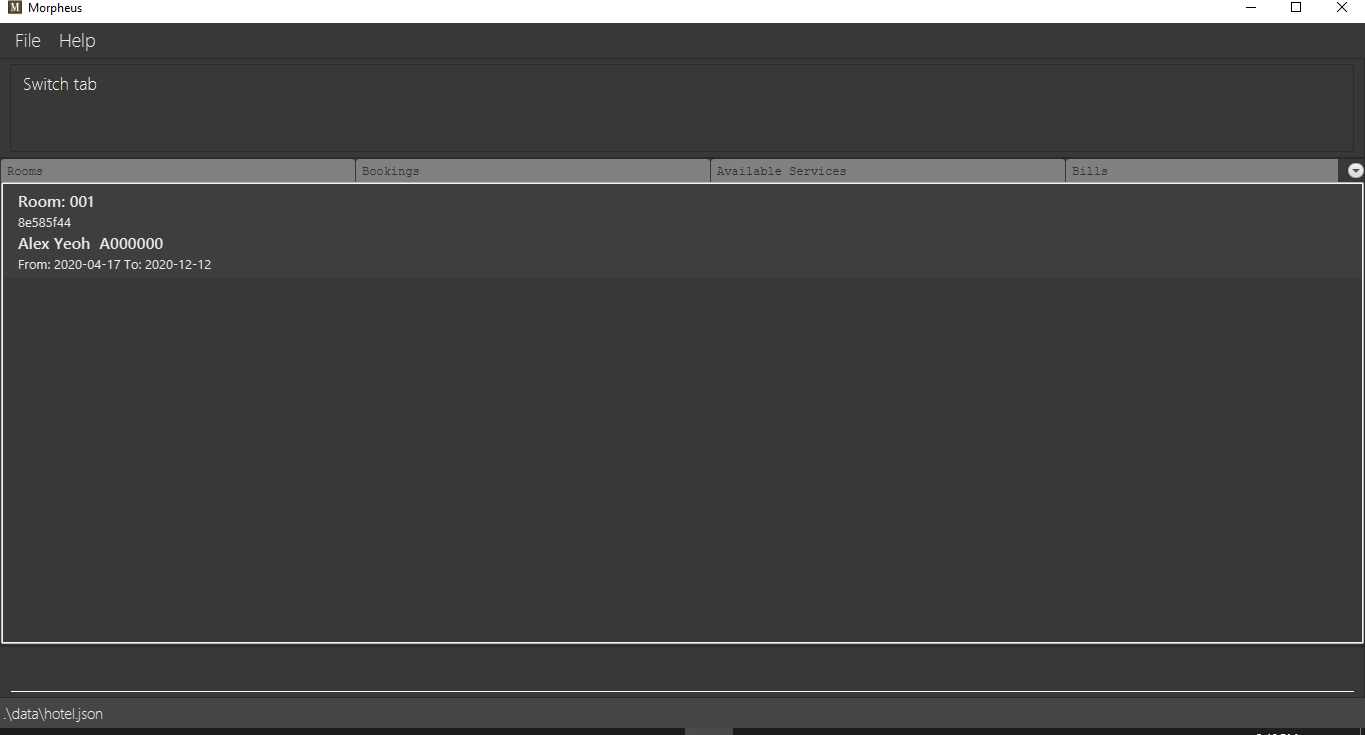 M Morpheus
File Help
Switch tab
Rooms Bookings Available Services Bills
Room: 001
8e585f44
Alex Yeoh A000000
From: 2020-04-17 To: 2020-12-12
.\data\hotel.json